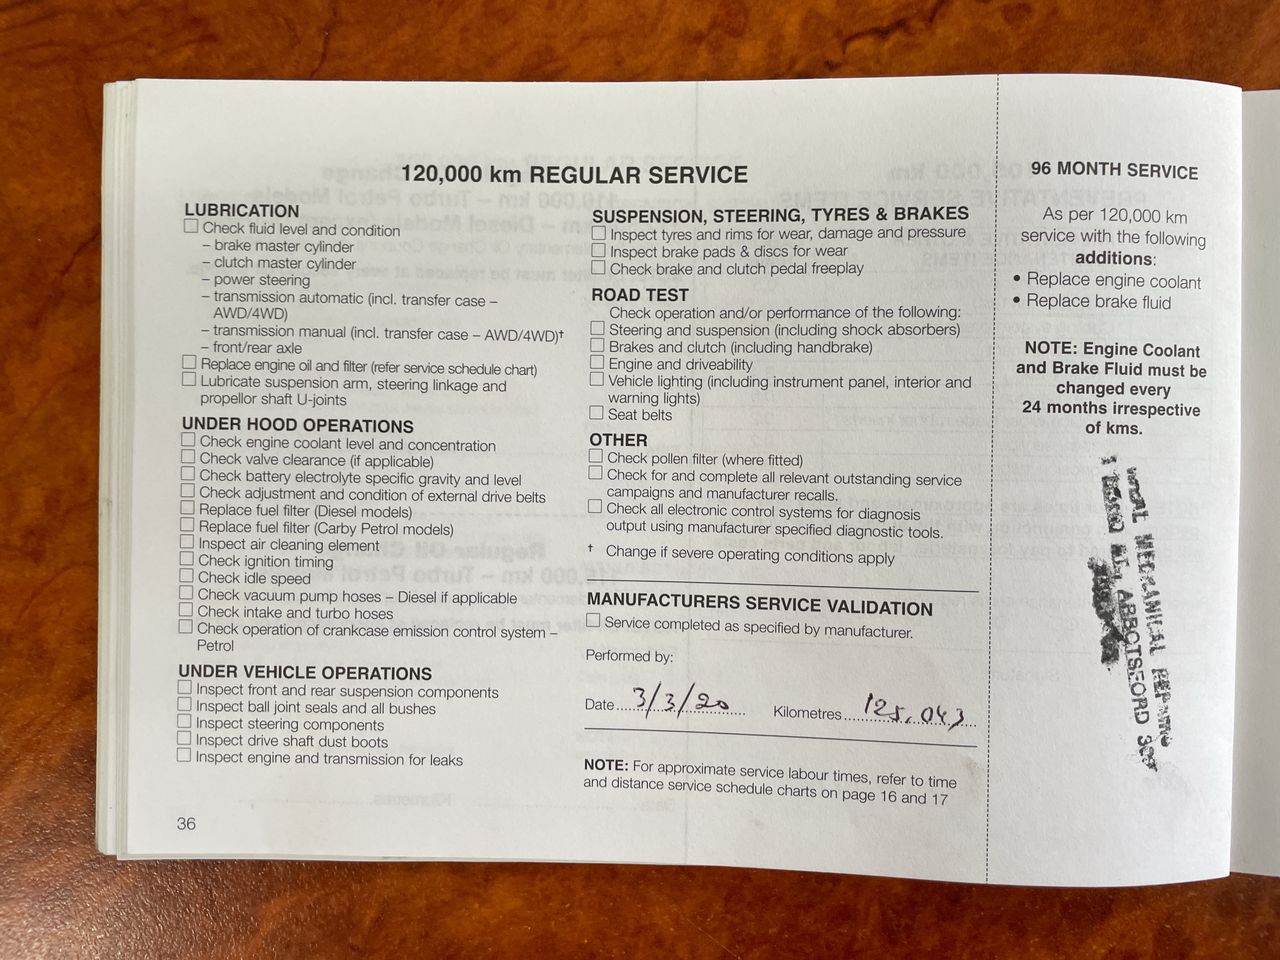 120,000 km REGULAR SERVICE
LUBRICATION
Check fluid level and condition
– brake master cylinder
– clutch master cylinder
– power steering
– transmission automatic (incl. transfer case –
AWD/4WD)
– transmission manual (incl. transfer case – AWD/4WD)†
– front/rear axle
Replace engine oil and filter (refer service schedule chart)
Lubricate suspension arm, steering linkage and
propellor shaft U-joints
UNDER HOOD OPERATIONS
Check engine coolant level and concentration
Check valve clearance (if applicable)
Check battery electrolyte specific gravity and level
Check adjustment and condition of external drive belts
Replace fuel filter (Diesel models)
Replace fuel filter (Carby Petrol models)
Inspect air cleaning element
Check ignition timing
Check idle speed
Check vacuum pump hoses – Diesel if applicable
Check intake and turbo hoses
Check operation of crankcase emission control system –
Petrol
UNDER VEHICLE OPERATIONS
Inspect front and rear suspension components
Inspect ball joint seals and all bushes
Inspect steering components
Inspect drive shaft dust boots
Inspect engine and transmission for leaks
36
SUSPENSION, STEERING, TYRES & BRAKES
Inspect tyres and rims for wear, damage and pressure
Inspect brake pads & discs for wear
Check brake and clutch pedal freeplay
ROAD TEST
Check operation and/or performance of the following:
Steering and suspension (including shock absorbers)
Brakes and clutch (including handbrake)
Engine and driveability
Vehicle lighting (including instrument panel, interior and
warning lights)
Seat belts
OTHER
Check pollen filter (where fitted)
Check for and complete all relevant outstanding service
campaigns and manufacturer recalls.
Check all electronic control systems for diagnosis
output using manufacturer specified diagnostic tools.
† Change if severe operating conditions apply
MANUFACTURERS SERVICE VALIDATION
Service completed as specified by manufacturer.
Performed by:
Date 3/3/20 Kilometres 125,043
NOTE: For approximate service labour times, refer to time
and distance service schedule charts on page 16 and 17
96 MONTH SERVICE
As per 120,000 km
service with the following
additions:
• Replace engine coolant
• Replace brake fluid
NOTE: Engine Coolant
and Brake Fluid must be
changed every
24 months irrespective
of kms.
MECHANICAL REPAIRS
ABBOTSFORD